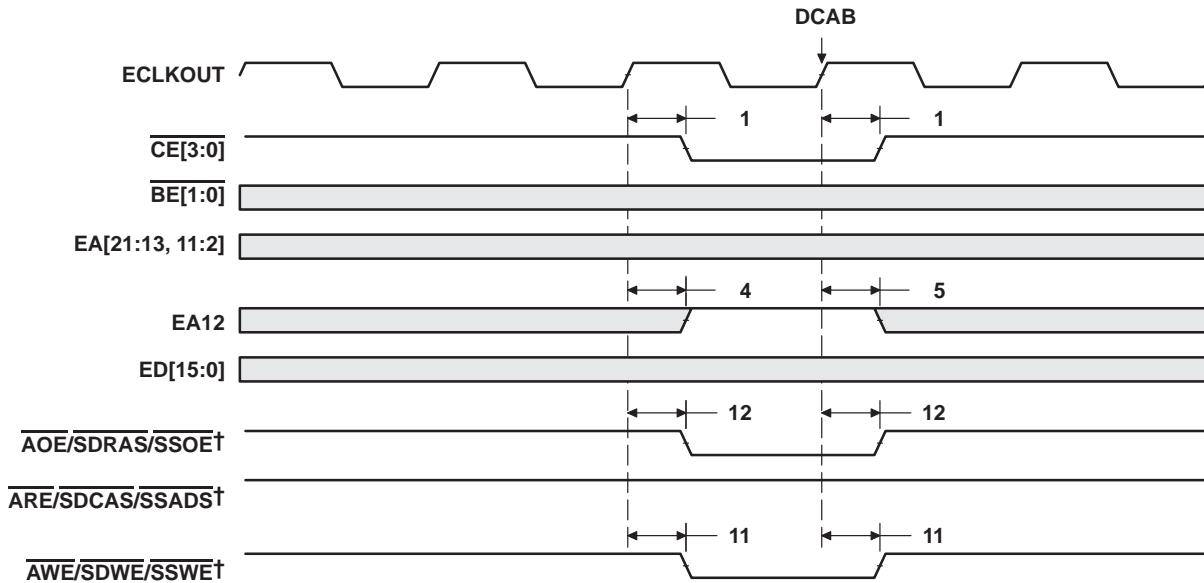 DCAB
ECLKOUT
1 1
CE[3:0]
BE[1:0]
EA[21:13, 11:2]
4 5
EA12
ED[15:0]
12 12
AOE/SDRAS/SSOE†
ARE/SDCAS/SSADS†
11 11
AWE/SDWE/SSWE†